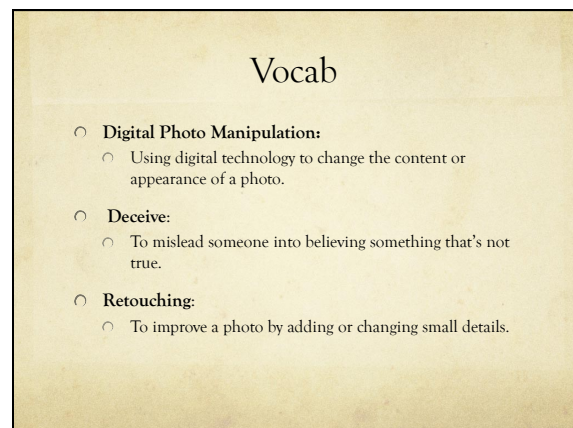 Vocab
Digital Photo Manipulation:
Using digital technology to change the content or
appearance of a photo.
Deceive:
To mislead someone into believing something that's not
true.
Retouching:
To improve a photo by adding or changing small details.